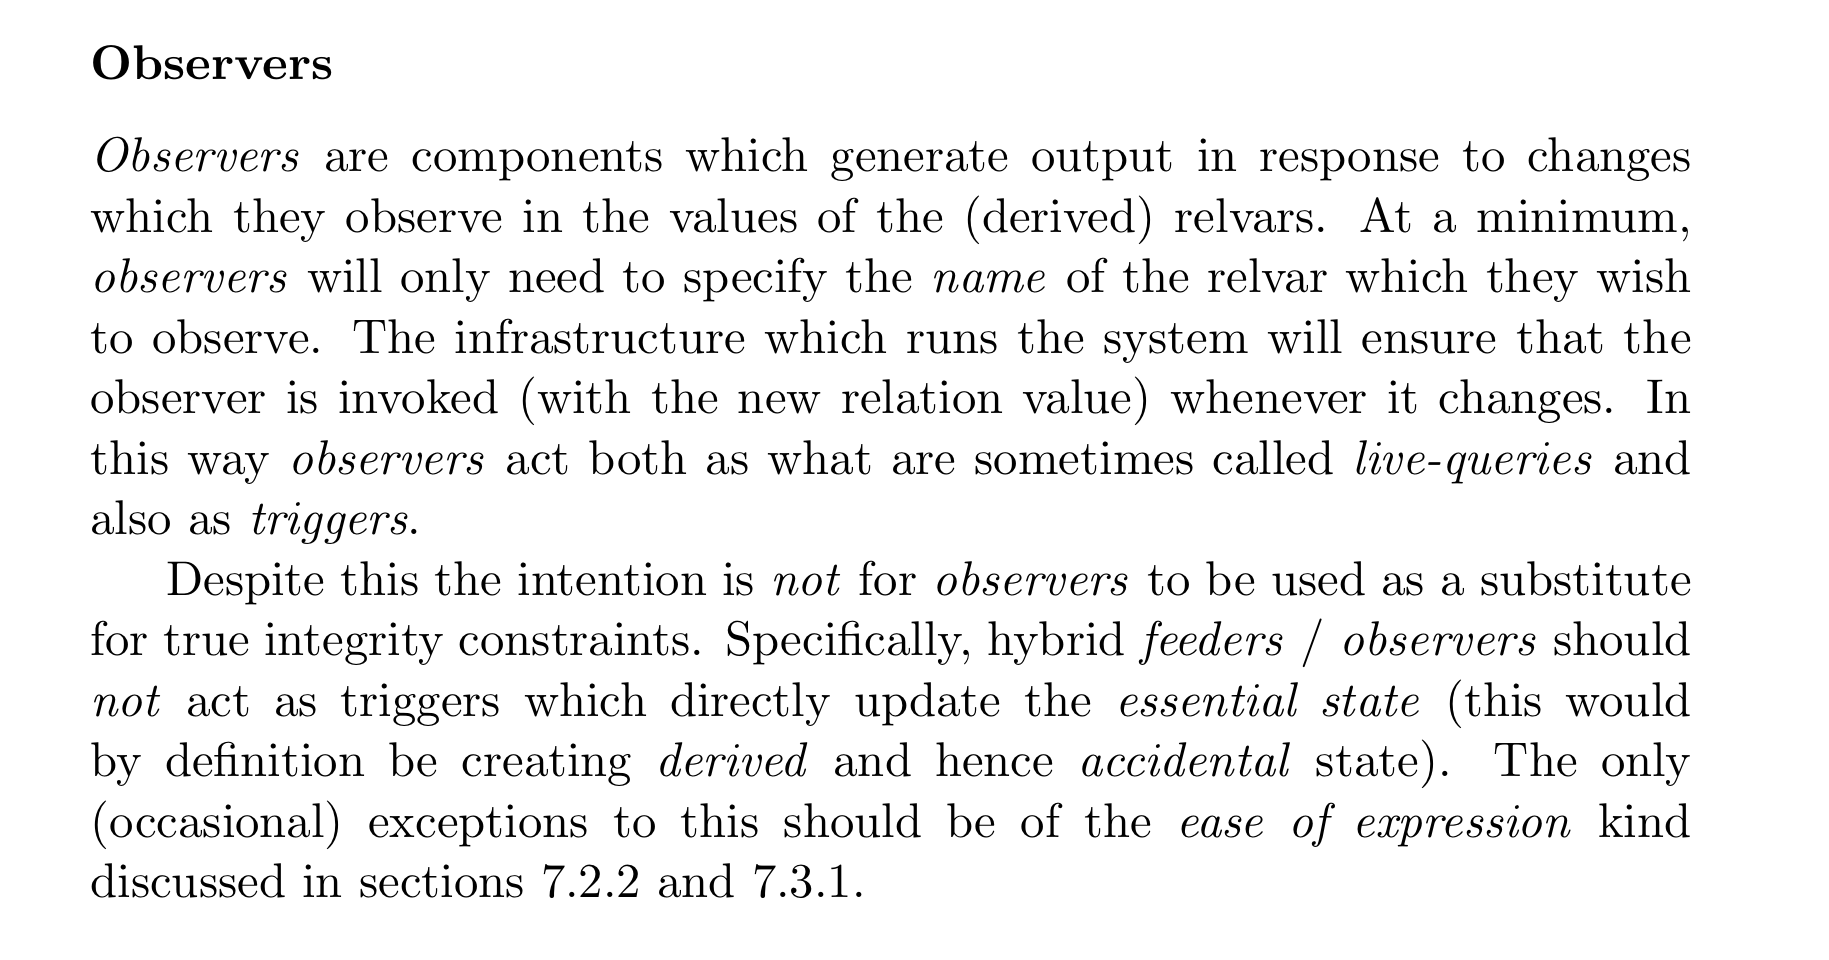 Observers
Observers are components which generate output in response to changes
which they observe in the values of the (derived) relvars. At a minimum,
observers will only need to specify the name of the relvar which they wish
to observe. The infrastructure which runs the system will ensure that the
observer is invoked (with the new relation value) whenever it changes. In
this way observers act both as what are sometimes called live-queries and
also as triggers.
Despite this the intention is not for observers to be used as a substitute
for true integrity constraints. Specifically, hybrid feeders / observers should
not act as triggers which directly update the essential state (this would
by definition be creating derived and hence accidental state). The only
(occasional) exceptions to this should be of the ease of expression kind
discussed in sections 7.2.2 and 7.3.1.